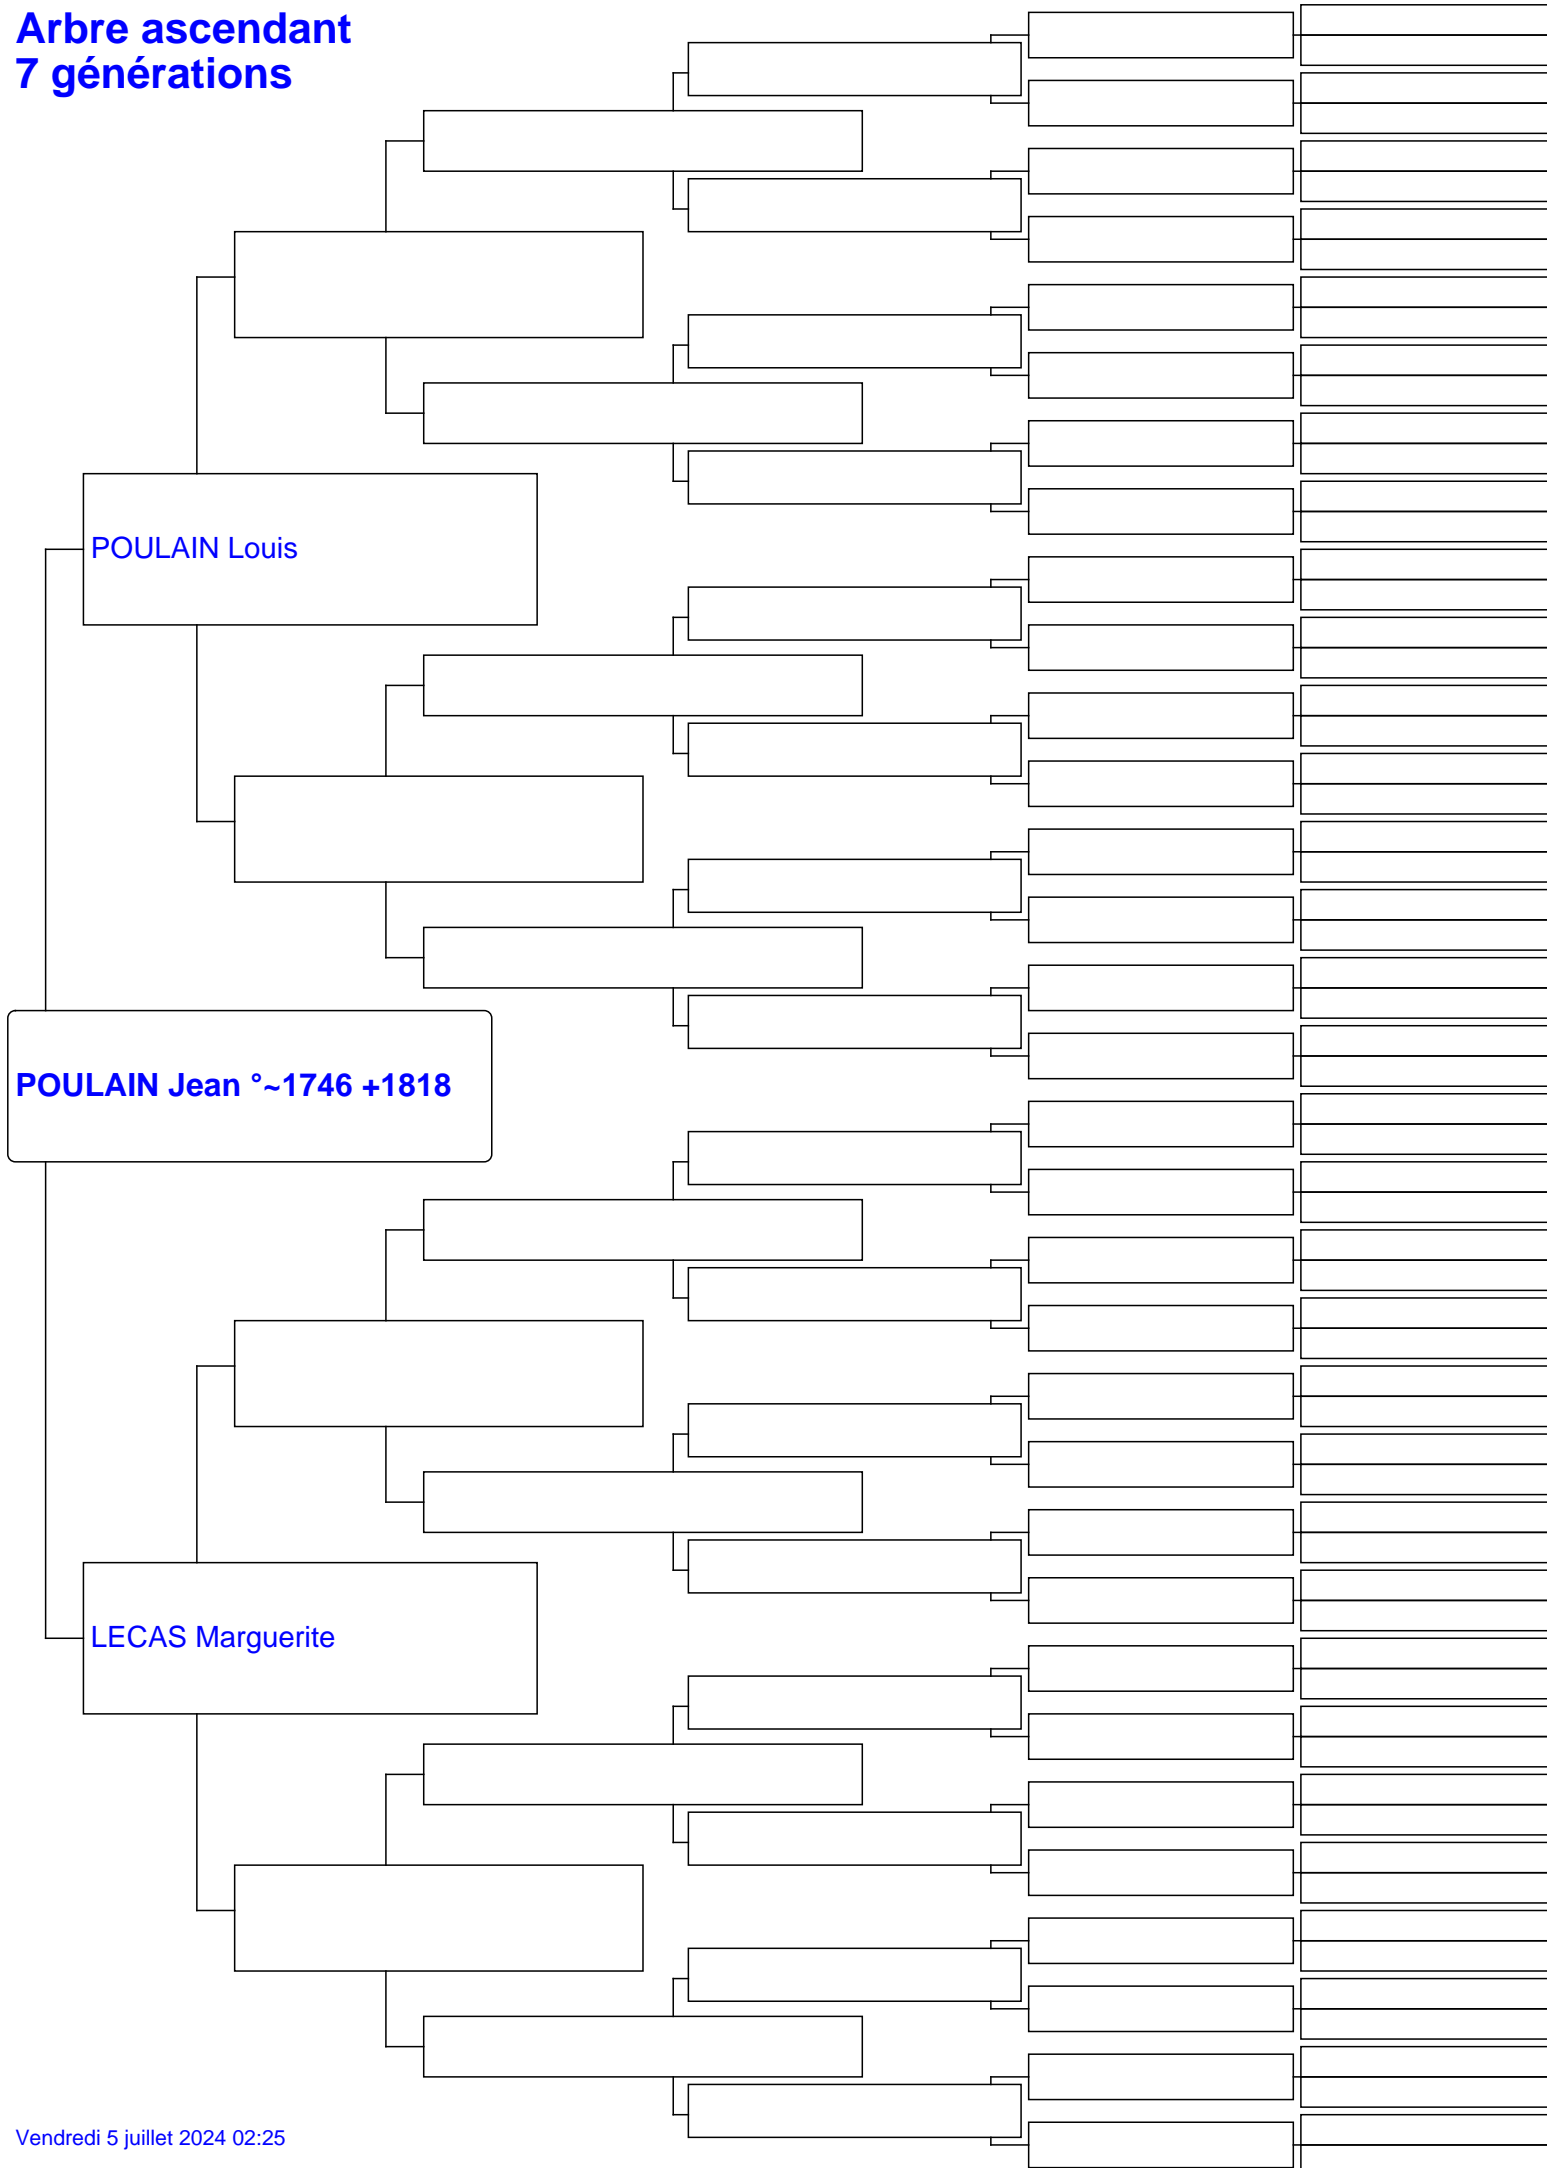 Arbre ascendant
7 générations
POULAIN Louis
POULAIN Jean °~1746 +1818
LECAS Marguerite
Vendredi 5 juillet 2024 02:25